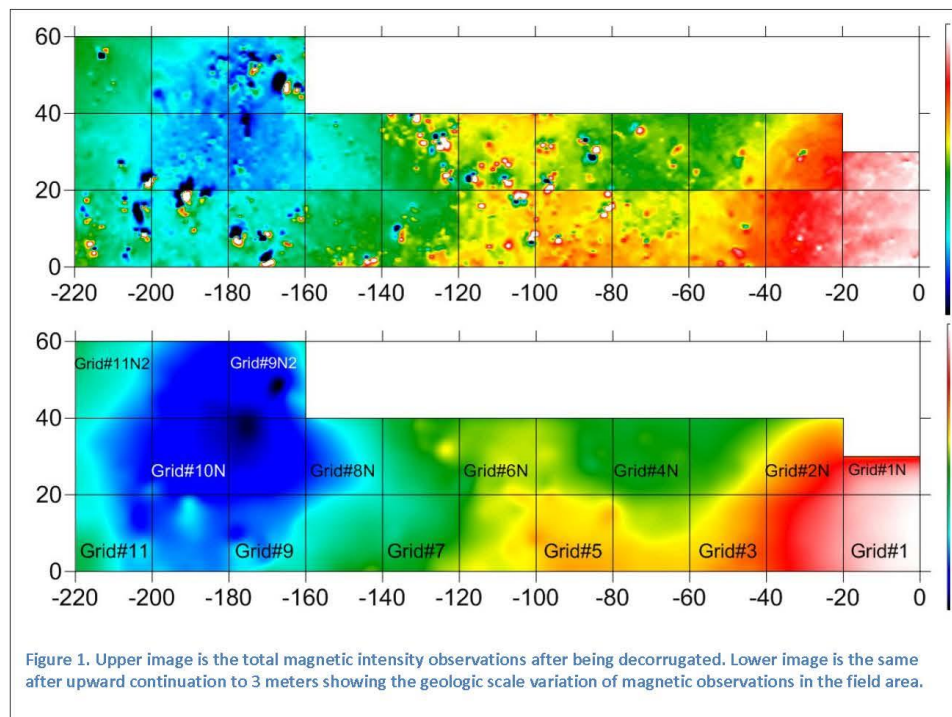 60
40
20
0
-220 -200 -180 -160 -140 -120 -100 -80 -60 -40 -20 0
60
40
20
0
Grid#11N2 Grid#9N2
Grid#10N Grid#8N Grid#6N Grid#4N Grid#2N Grid#1N
Grid#11 Grid#9 Grid#7 Grid#5 Grid#3 Grid#1
-220 -200 -180 -160 -140 -120 -100 -80 -60 -40 -20 0
Figure 1. Upper image is the total magnetic intensity observations after being decorrugated. Lower image is the same
after upward continuation to 3 meters showing the geologic scale variation of magnetic observations in the field area.